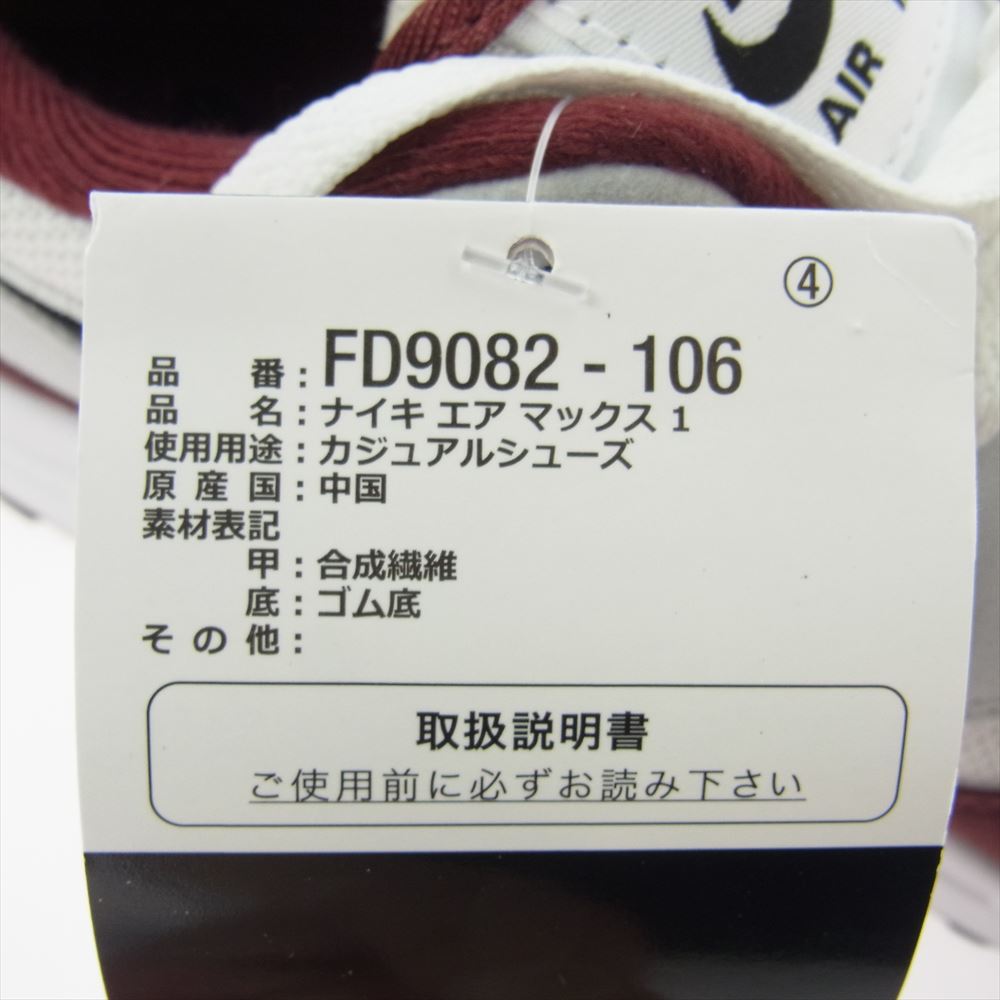 AIR
④
品番：FD9082 - 106
品名：ナイキ エア マックス 1
使用用途：カジュアルシューズ
原産国：中国
素材表記
甲：合成繊維
底：ゴム底
その他：
取扱説明書
ご使用前に必ずお読み下さい